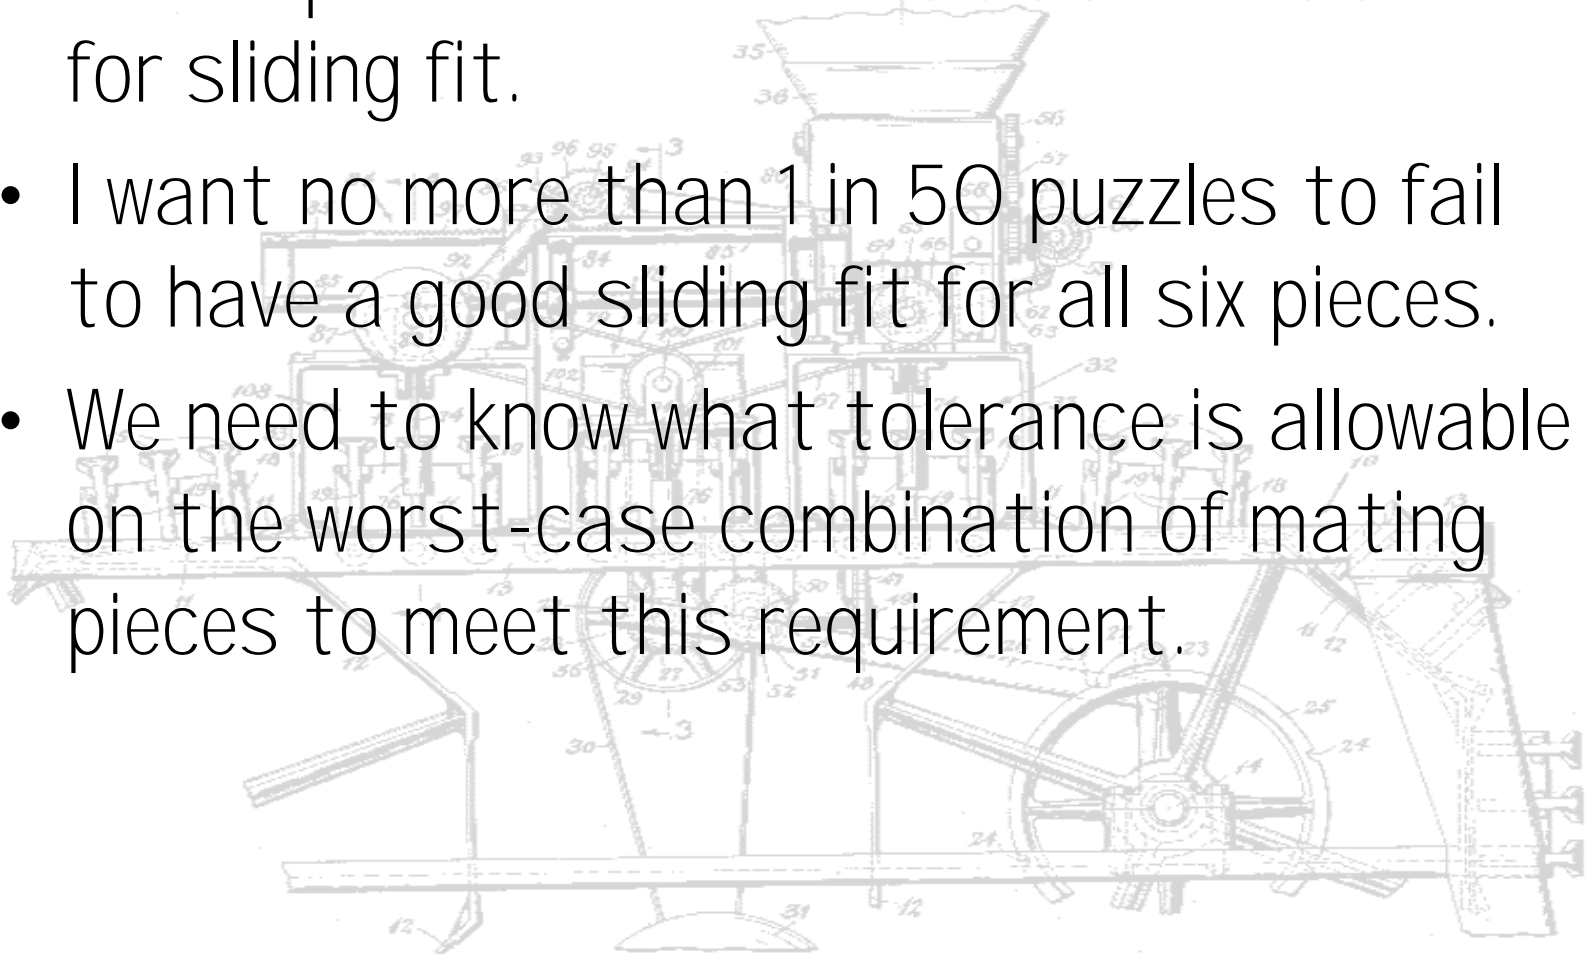 for sliding fit.
• I want no more than 1 in 50 puzzles to fail
to have a good sliding fit for all six pieces.
• We need to know what tolerance is allowable
on the worst-case combination of mating
pieces to meet this requirement.